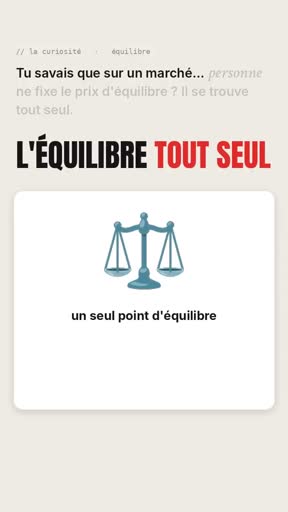 // la curiosité · équilibre
Tu savais que sur un marché... personne
ne fixe le prix d'équilibre ? Il se trouve
tout seul.
L'ÉQUILIBRE TOUT SEUL
un seul point d'équilibre